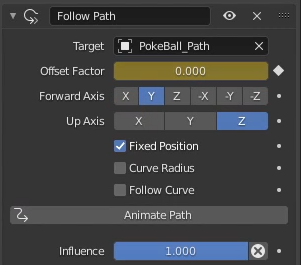 Follow Path
Target PokeBall_Path
Offset Factor 0.000
Forward Axis X Y Z -X -Y -Z
Up Axis X Y Z
Fixed Position
Curve Radius
Follow Curve
Animate Path
Influence 1.000